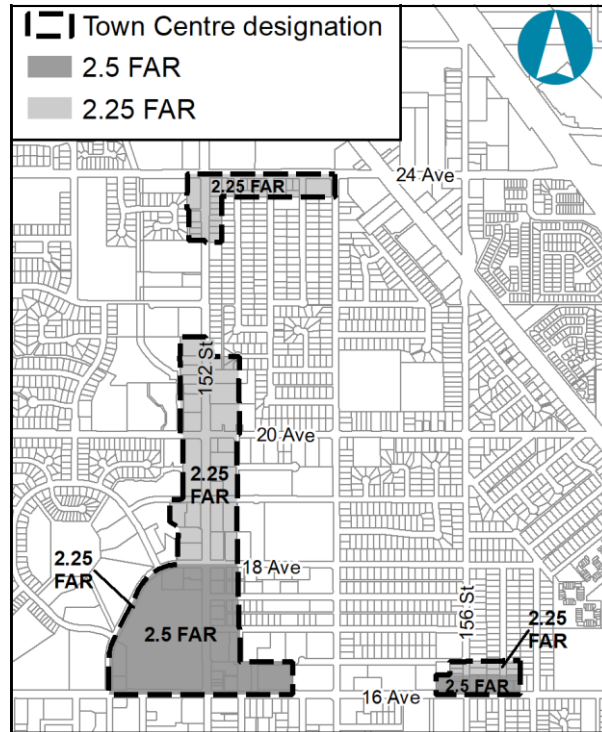 Town Centre designation
2.5 FAR
2.25 FAR
24 Ave
2.25 FAR
152 St
20 Ave
2.25
FAR
2.25
FAR
18 Ave
2.5 FAR
156 St
2.25
FAR
2.5 FAR
16 Ave